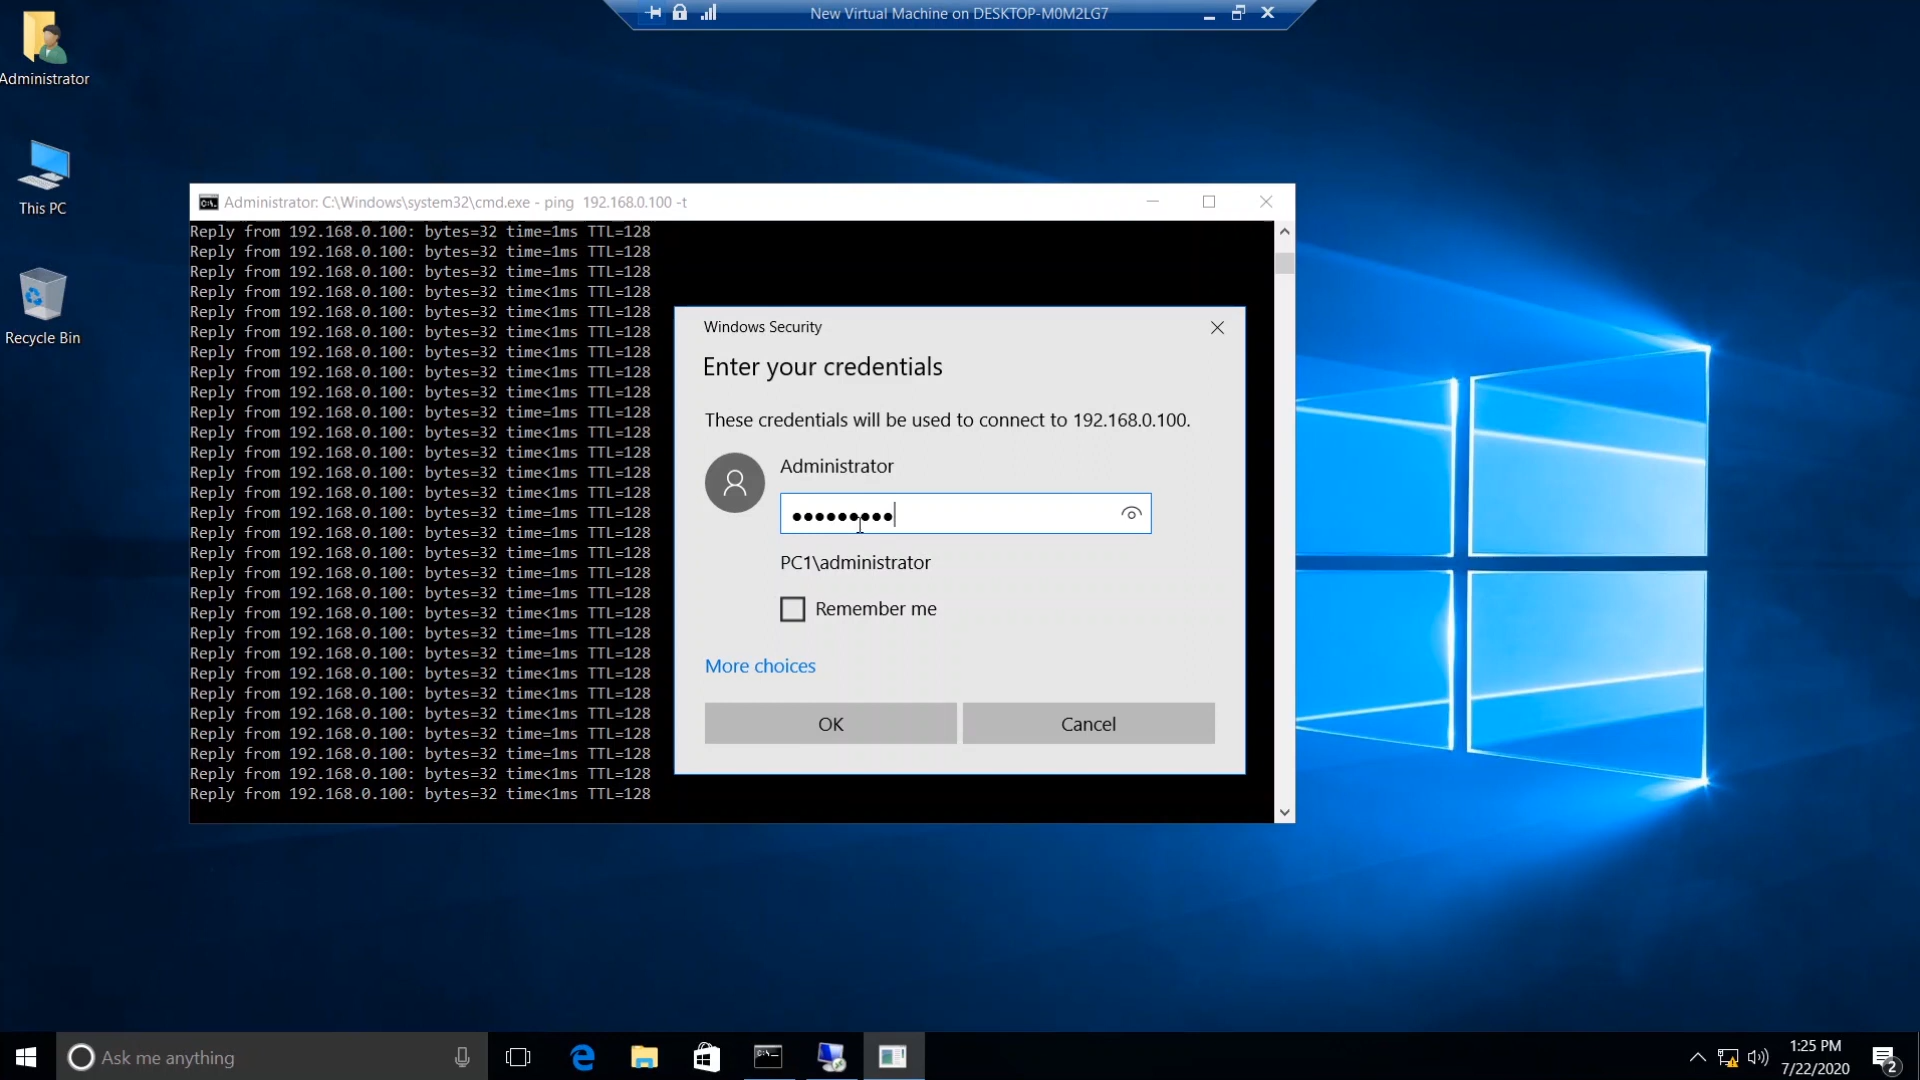 New Virtual Machine on DESKTOP-M0M2LG7
Administrator
This PC
Recycle Bin
Administrator: C:\Windows\system32\cmd.exe - ping  192.168.0.100 -t
Reply from 192.168.0.100: bytes=32 time=1ms TTL=128
Reply from 192.168.0.100: bytes=32 time=1ms TTL=128
Reply from 192.168.0.100: bytes=32 time=1ms TTL=128
Reply from 192.168.0.100: bytes=32 time<1ms TTL=128
Reply from 192.168.0.100: bytes=32 time=1ms TTL=128
Reply from 192.168.0.100: bytes=32 time=1ms TTL=128
Reply from 192.168.0.100: bytes=32 time<1ms TTL=128
Reply from 192.168.0.100: bytes=32 time=1ms TTL=128
Reply from 192.168.0.100: bytes=32 time<1ms TTL=128
Reply from 192.168.0.100: bytes=32 time=1ms TTL=128
Reply from 192.168.0.100: bytes=32 time<1ms TTL=128
Reply from 192.168.0.100: bytes=32 time<1ms TTL=128
Reply from 192.168.0.100: bytes=32 time=1ms TTL=128
Reply from 192.168.0.100: bytes=32 time<1ms TTL=128
Reply from 192.168.0.100: bytes=32 time=1ms TTL=128
Reply from 192.168.0.100: bytes=32 time<1ms TTL=128
Reply from 192.168.0.100: bytes=32 time=1ms TTL=128
Reply from 192.168.0.100: bytes=32 time=1ms TTL=128
Reply from 192.168.0.100: bytes=32 time<1ms TTL=128
Reply from 192.168.0.100: bytes=32 time<1ms TTL=128
Reply from 192.168.0.100: bytes=32 time=1ms TTL=128
Reply from 192.168.0.100: bytes=32 time=1ms TTL=128
Reply from 192.168.0.100: bytes=32 time<1ms TTL=128
Reply from 192.168.0.100: bytes=32 time<1ms TTL=128
Reply from 192.168.0.100: bytes=32 time<1ms TTL=128
Reply from 192.168.0.100: bytes=32 time=1ms TTL=128
Reply from 192.168.0.100: bytes=32 time=1ms TTL=128
Reply from 192.168.0.100: bytes=32 time<1ms TTL=128
Reply from 192.168.0.100: bytes=32 time<1ms TTL=128
Windows Security
Enter your credentials
These credentials will be used to connect to 192.168.0.100.
Administrator
PC1\administrator
Remember me
More choices
OK
Cancel
Ask me anything
1:25 PM
7/22/2020
2